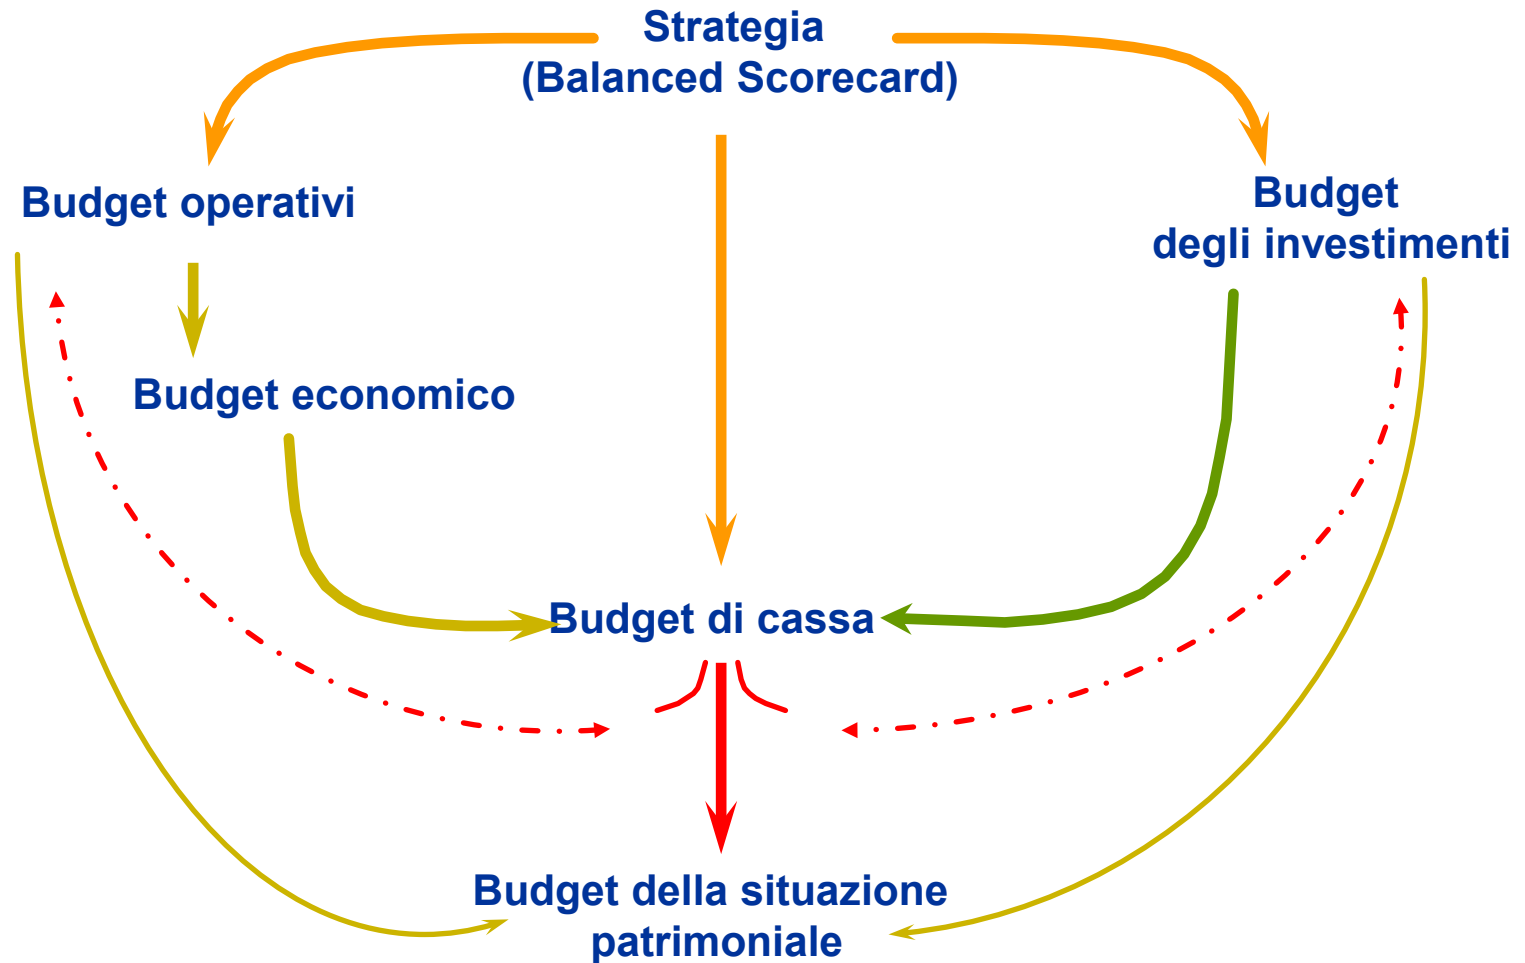 Strategia
(Balanced Scorecard)
Budget operativi
Budget
degli investimenti
Budget economico
Budget di cassa
Budget della situazione
patrimoniale